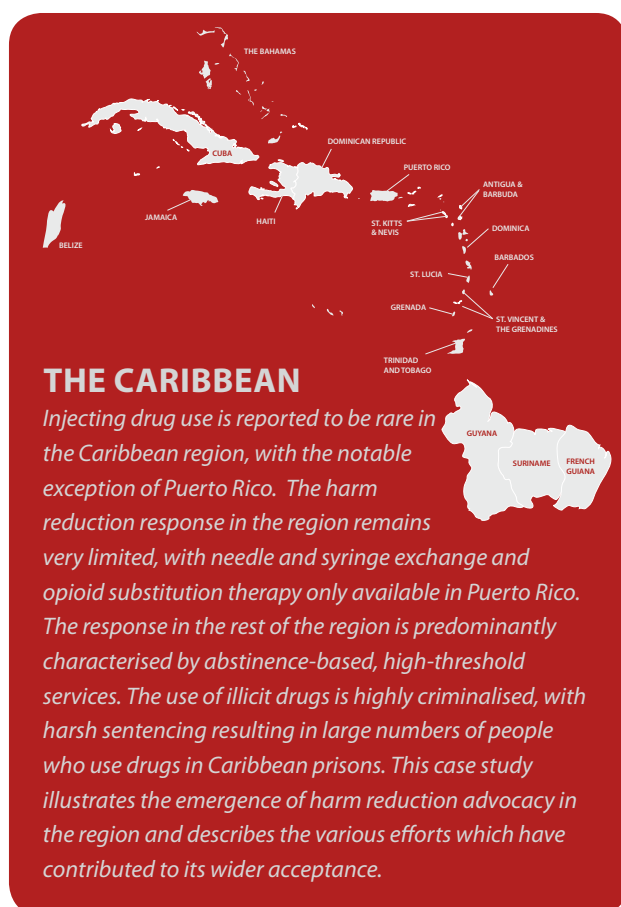 THE BAHAMAS
CUBA
DOMINICAN REPUBLIC
PUERTO RICO
ANTIGUA &
BARBUDA
JAMAICA
HAITI
ST. KITTS
& NEVIS
DOMINICA
BELIZE
BARBADOS
ST. LUCIA
GRENADA
ST. VINCENT &
THE GRENADINES
TRINIDAD
AND TOBAGO
GUYANA
SURINAME
FRENCH
GUIANA
THE CARIBBEAN
Injecting drug use is reported to be rare in
the Caribbean region, with the notable
exception of Puerto Rico. The harm
reduction response in the region remains
very limited, with needle and syringe exchange and
opioid substitution therapy only available in Puerto Rico.
The response in the rest of the region is predominantly
characterised by abstinence-based, high-threshold
services. The use of illicit drugs is highly criminalised, with
harsh sentencing resulting in large numbers of people
who use drugs in Caribbean prisons. This case study
illustrates the emergence of harm reduction advocacy in
the region and describes the various efforts which have
contributed to its wider acceptance.